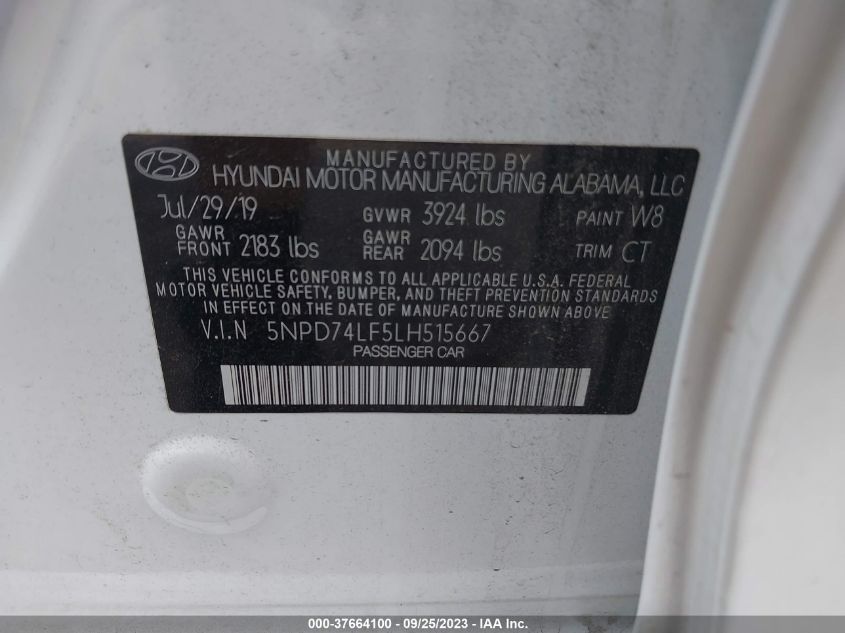 MANUFACTURED BY
HYUNDAI MOTOR MANUFACTURING ALABAMA, LLC
Jul/29/19 GVWR 3924 lbs PAINT W8
GAWR FRONT 2183 lbs GAWR REAR 2094 lbs TRIM CT
THIS VEHICLE CONFORMS TO ALL APPLICABLE U.S.A. FEDERAL
MOTOR VEHICLE SAFETY, BUMPER, AND THEFT PREVENTION STANDARDS
IN EFFECT ON THE DATE OF MANUFACTURE SHOWN ABOVE.
V.I.N 5NPD74LF5LH515667
PASSENGER CAR
000-37664100 - 09/25/2023 - IAA Inc.